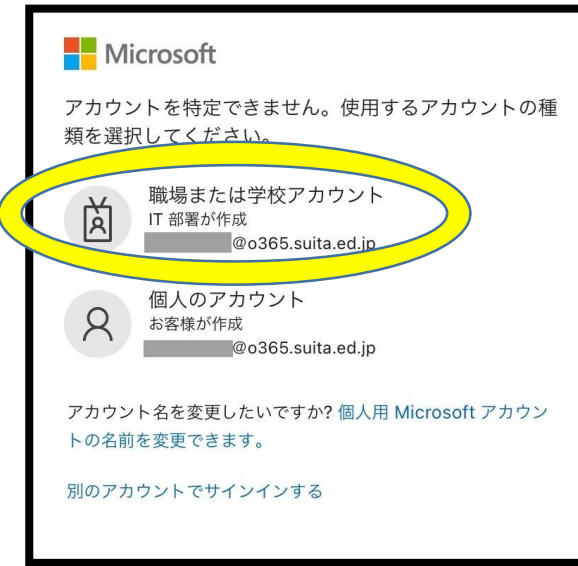 Microsoft
アカウントを特定できません。使用するアカウントの種
類を選択してください。
職場または学校アカウント
IT 部署が作成
@o365.suita.ed.jp
個人のアカウント
お客様が作成
@o365.suita.ed.jp
アカウント名を変更したいですか? 個人用 Microsoft アカウン
トの名前を変更できます。
別のアカウントでサインインする